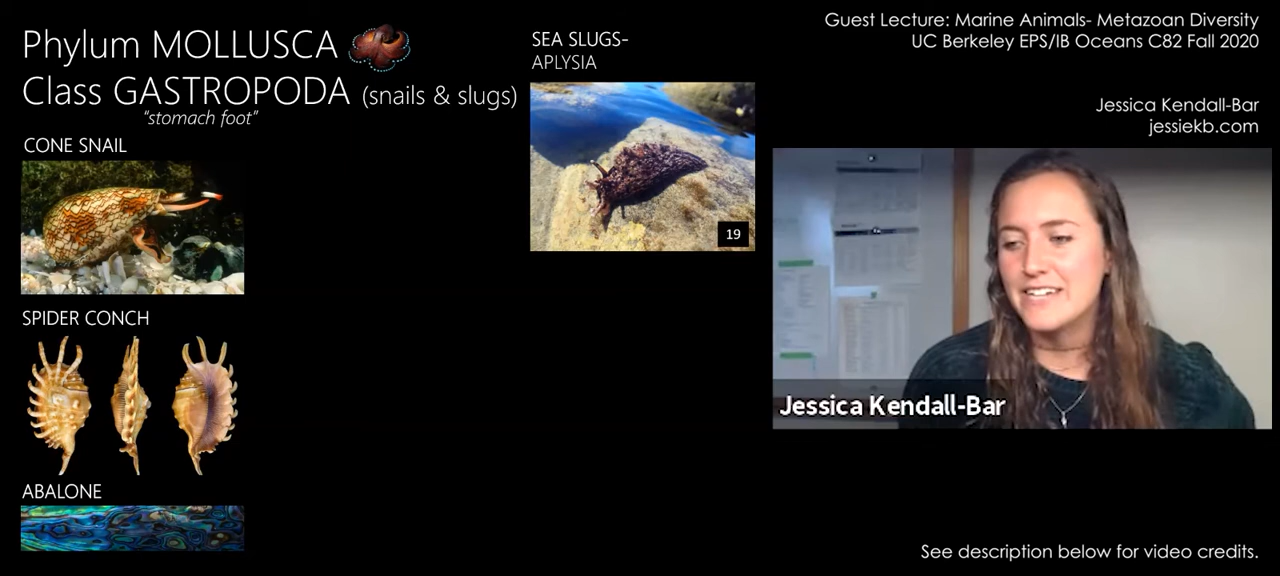 Phylum MOLLUSCA
Class GASTROPODA (snails & slugs)
"stomach foot"
CONE SNAIL
SPIDER CONCH
ABALONE
SEA SLUGS-
APLYSIA
19
Guest Lecture: Marine Animals- Metazoan Diversity
UC Berkeley EPS/IB Oceans C82 Fall 2020
Jessica Kendall-Bar
jessiekb.com
Jessica Kendall-Bar
See description below for video credits.